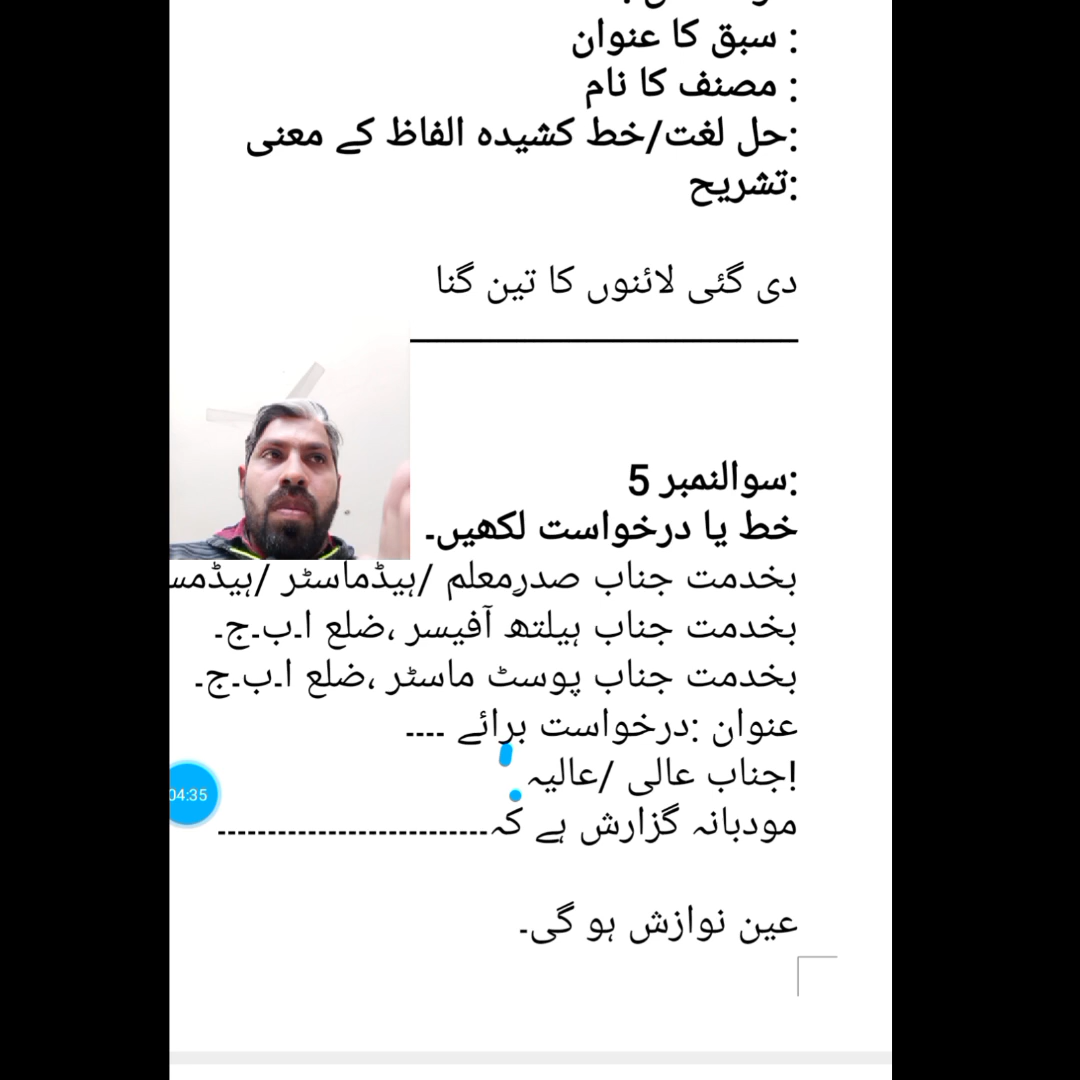 : سبق کا عنوان
: مصنف کا نام
:حل لغت/خط کشیدہ الفاظ کے معنی
:تشریح
دی گئی لائنوں کا تین گنا
:سوالنمبر 5
خط یا درخواست لکھیں۔
بخدمت جناب صدرِمعلم /ہیڈماسٹر /
بخدمت جناب ہیلتھ آفیسر ،ضلع ا۔ب۔ج۔
بخدمت جناب پوسٹ ماسٹر ،ضلع ا۔ب۔ج۔
عنوان :درخواست برائے ----
!جناب عالی /عالیہ
مودبانہ گزارش ہے کہ---------------------------
عین نوازش ہو گی۔
04:35